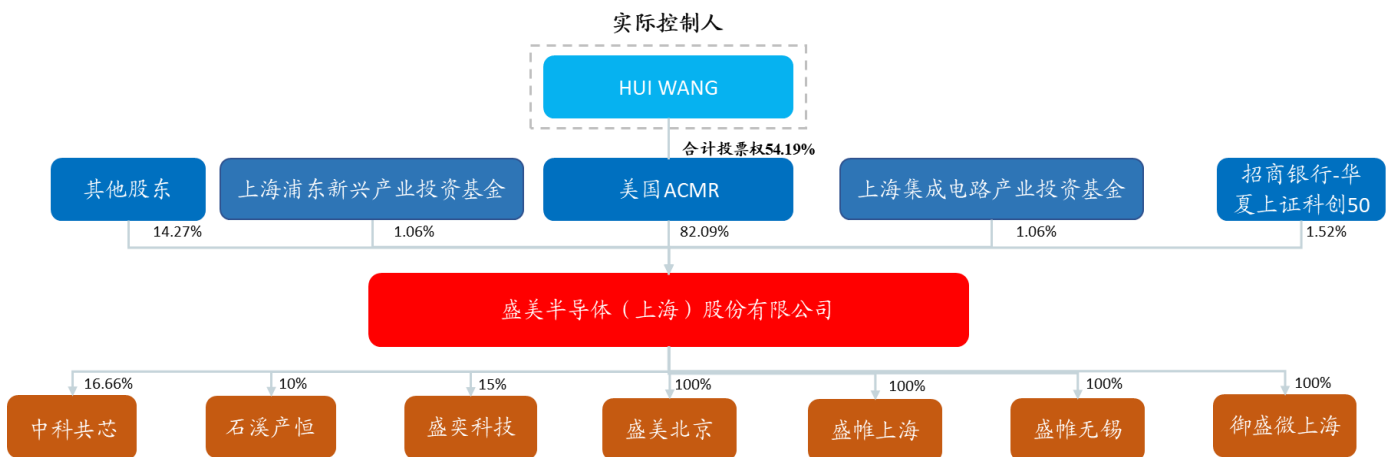 实际控制人
HUI WANG
合计投票权54.19%
其他股东
上海浦东新兴产业投资基金
美国ACMR
上海集成电路产业投资基金
招商银行-华
夏上证科创50
14.27%
1.06%
82.09%
1.06%
1.52%
盛美半导体（上海）股份有限公司
16.66%
10%
15%
100%
100%
100%
100%
中科共芯
石溪产恒
盛奕科技
盛美北京
盛帷上海
盛帷无锡
御盛微上海